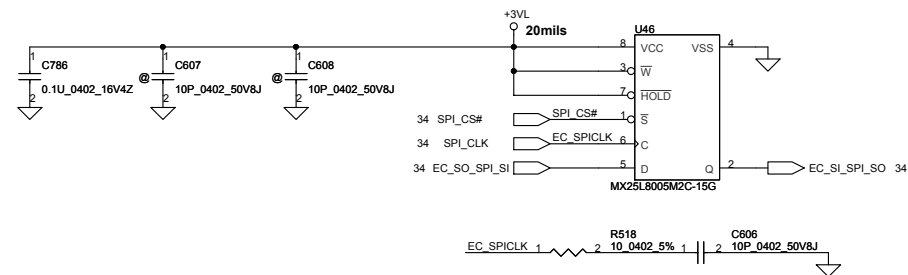 +3VL
20mils
U46
1 C786
2 0.1U_0402_16V4Z
1 C607
@
2 10P_0402_50V8J
1 C608
@
2 10P_0402_50V8J
8 VCC VSS 4
3 W
7 HOLD
34 SPI_CS# SPI_CS# 1 S
34 SPI_CLK EC_SPICLK 6 C
34 EC_SO_SPI_SI 5 D Q 2 EC_SI_SPI_SO 34
MX25L8005M2C-15G
R518 C606
EC_SPICLK 1 2 10_0402_5% 1 2 10P_0402_50V8J